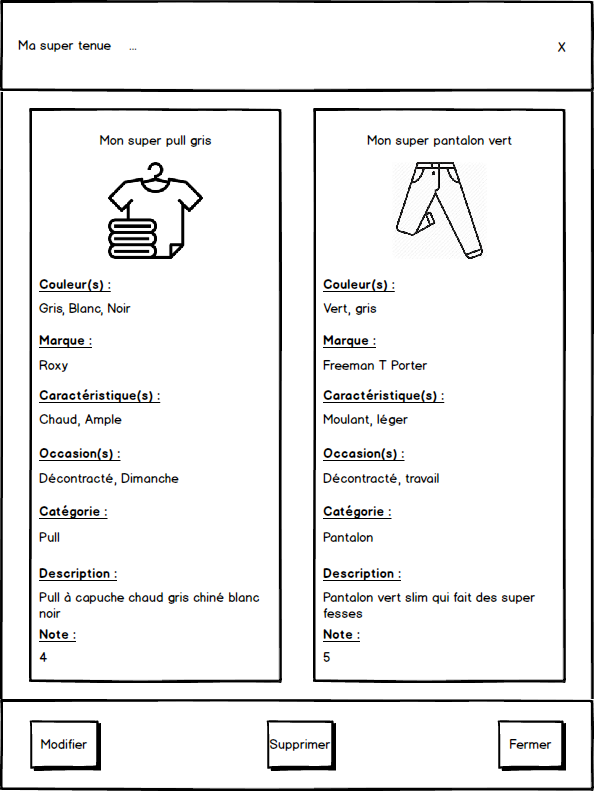 Ma super tenue ...
X
Mon super pull gris
Couleur(s) :
Gris, Blanc, Noir
Marque :
Roxy
Caractéristique(s) :
Chaud, Ample
Occasion(s) :
Décontracté, Dimanche
Catégorie :
Pull
Description :
Pull à capuche chaud gris chiné blanc
noir
Note :
4
Mon super pantalon vert
Couleur(s) :
Vert, gris
Marque :
Freeman T Porter
Caractéristique(s) :
Moulant, léger
Occasion(s) :
Décontracté, travail
Catégorie :
Pantalon
Description :
Pantalon vert slim qui fait des super
fesses
Note :
5
Modifier
Supprimer
Fermer